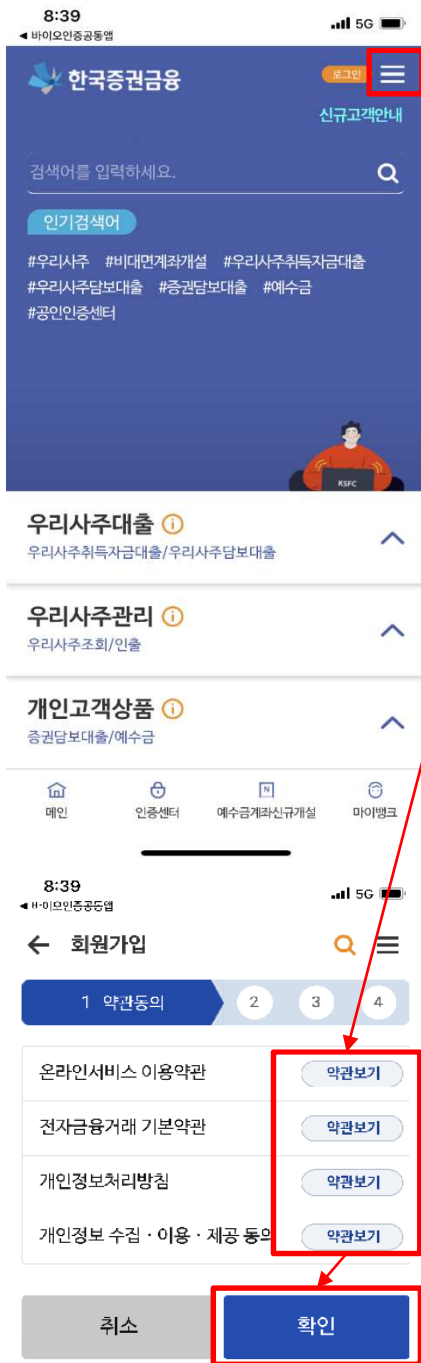 8:39
5G
◀ 바이오인증공동앱
한국증권금융
로그인
신규고객안내
검색어를 입력하세요.
인기검색어
#우리사주 #비대면계좌개설 #우리사주취득자금대출
#우리사주담보대출 #증권담보대출 #예수금
#공인인증센터
KSFC
우리사주대출
우리사주취득자금대출/우리사주담보대출
우리사주관리
우리사주조회/인출
개인고객상품
증권담보대출/예수금
메인 인증센터 예수금계좌신규개설 마이뱅크
8:39
5G
◀ 바이오인증공동앱
회원가입
1 약관동의 2 3 4
온라인서비스 이용약관 약관보기
전자금융거래 기본약관 약관보기
개인정보처리방침 약관보기
개인정보 수집 · 이용 · 제공 동의 약관보기
취소 확인